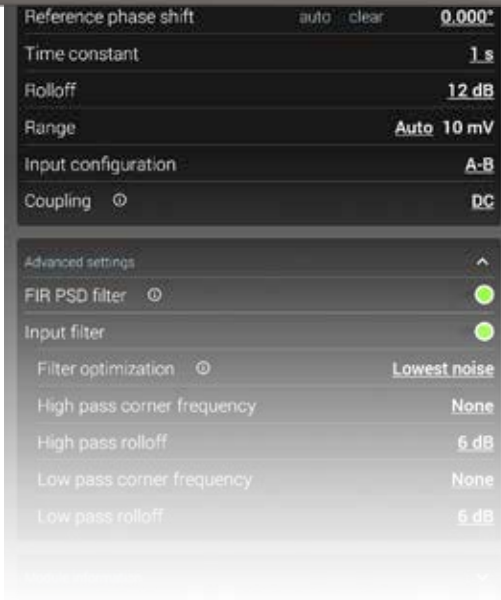 Reference phase shift auto clear 0.000°
Time constant 1 s
Rolloff 12 dB
Range Auto 10 mV
Input configuration A-B
Coupling DC
Advanced settings
FIR PSD filter
Input filter
Filter optimization Lowest noise
High pass corner frequency None
High pass rolloff 6 dB
Low pass corner frequency None
Low pass rolloff 6 dB